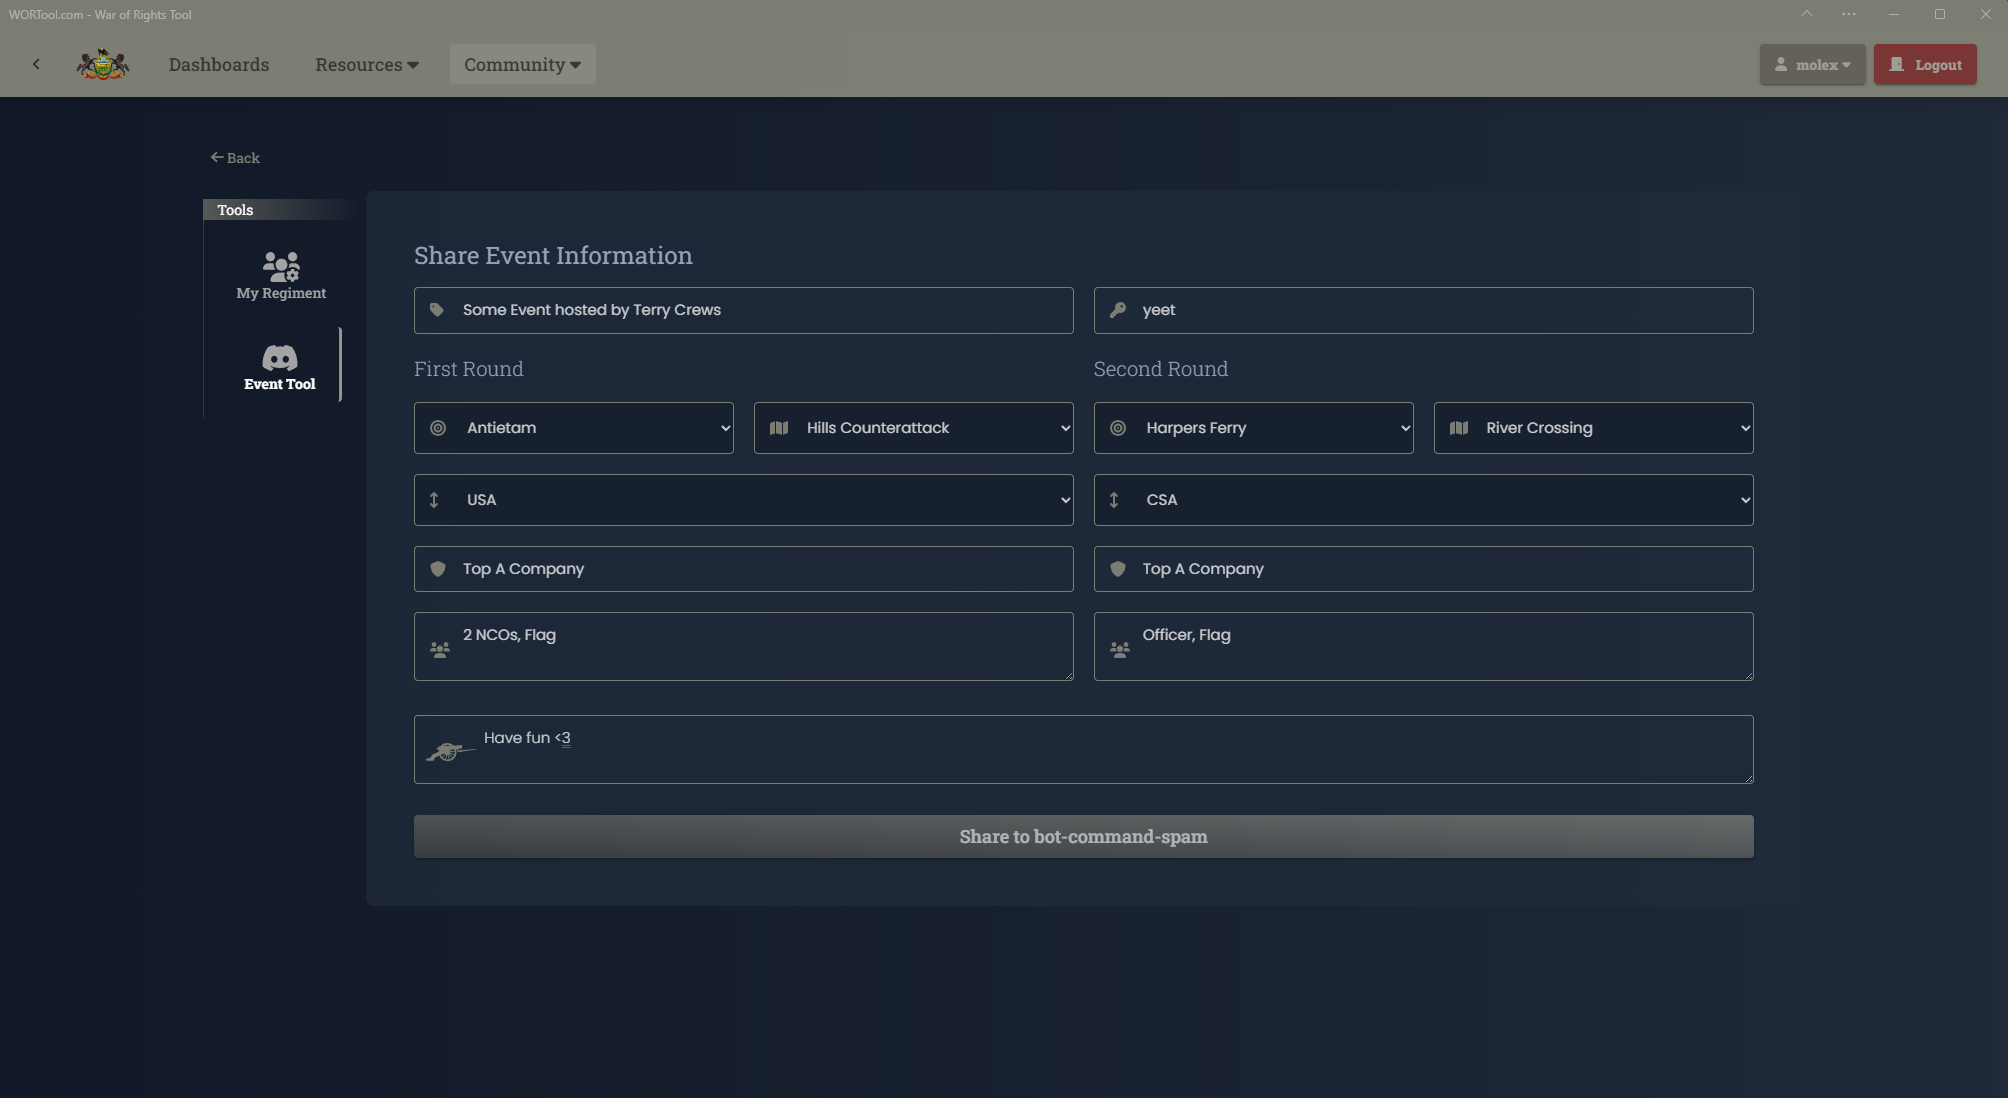 WORTool.com - War of Rights Tool
Dashboards
Resources
Community
molex
Logout
Back
Tools
My Regiment
Event Tool
Share Event Information
Some Event hosted by Terry Crews
yeet
First Round
Second Round
Antietam
Hills Counterattack
Harpers Ferry
River Crossing
USA
CSA
Top A Company
Top A Company
2 NCOs, Flag
Officer, Flag
Have fun <3
Share to bot-command-spam